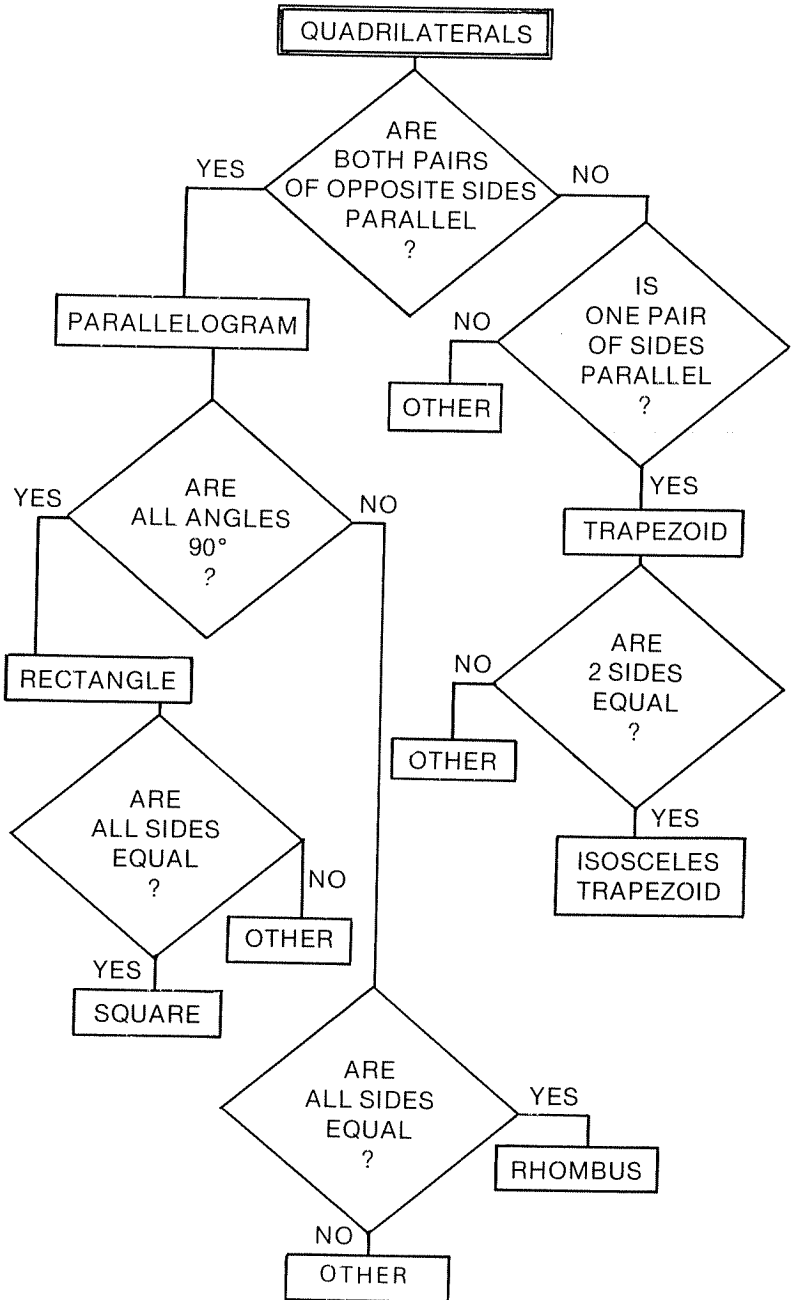 QUADRILATERALS
ARE
BOTH PAIRS
OF OPPOSITE SIDES
PARALLEL
?
YES
NO
PARALLELOGRAM
IS
ONE PAIR
OF SIDES
PARALLEL
?
NO
OTHER
YES
TRAPEZOID
ARE
ALL ANGLES
90°
?
YES
NO
RECTANGLE
ARE
2 SIDES
EQUAL
?
NO
OTHER
YES
ISOSCELES
TRAPEZOID
ARE
ALL SIDES
EQUAL
?
NO
OTHER
YES
SQUARE
ARE
ALL SIDES
EQUAL
?
YES
RHOMBUS
NO
OTHER